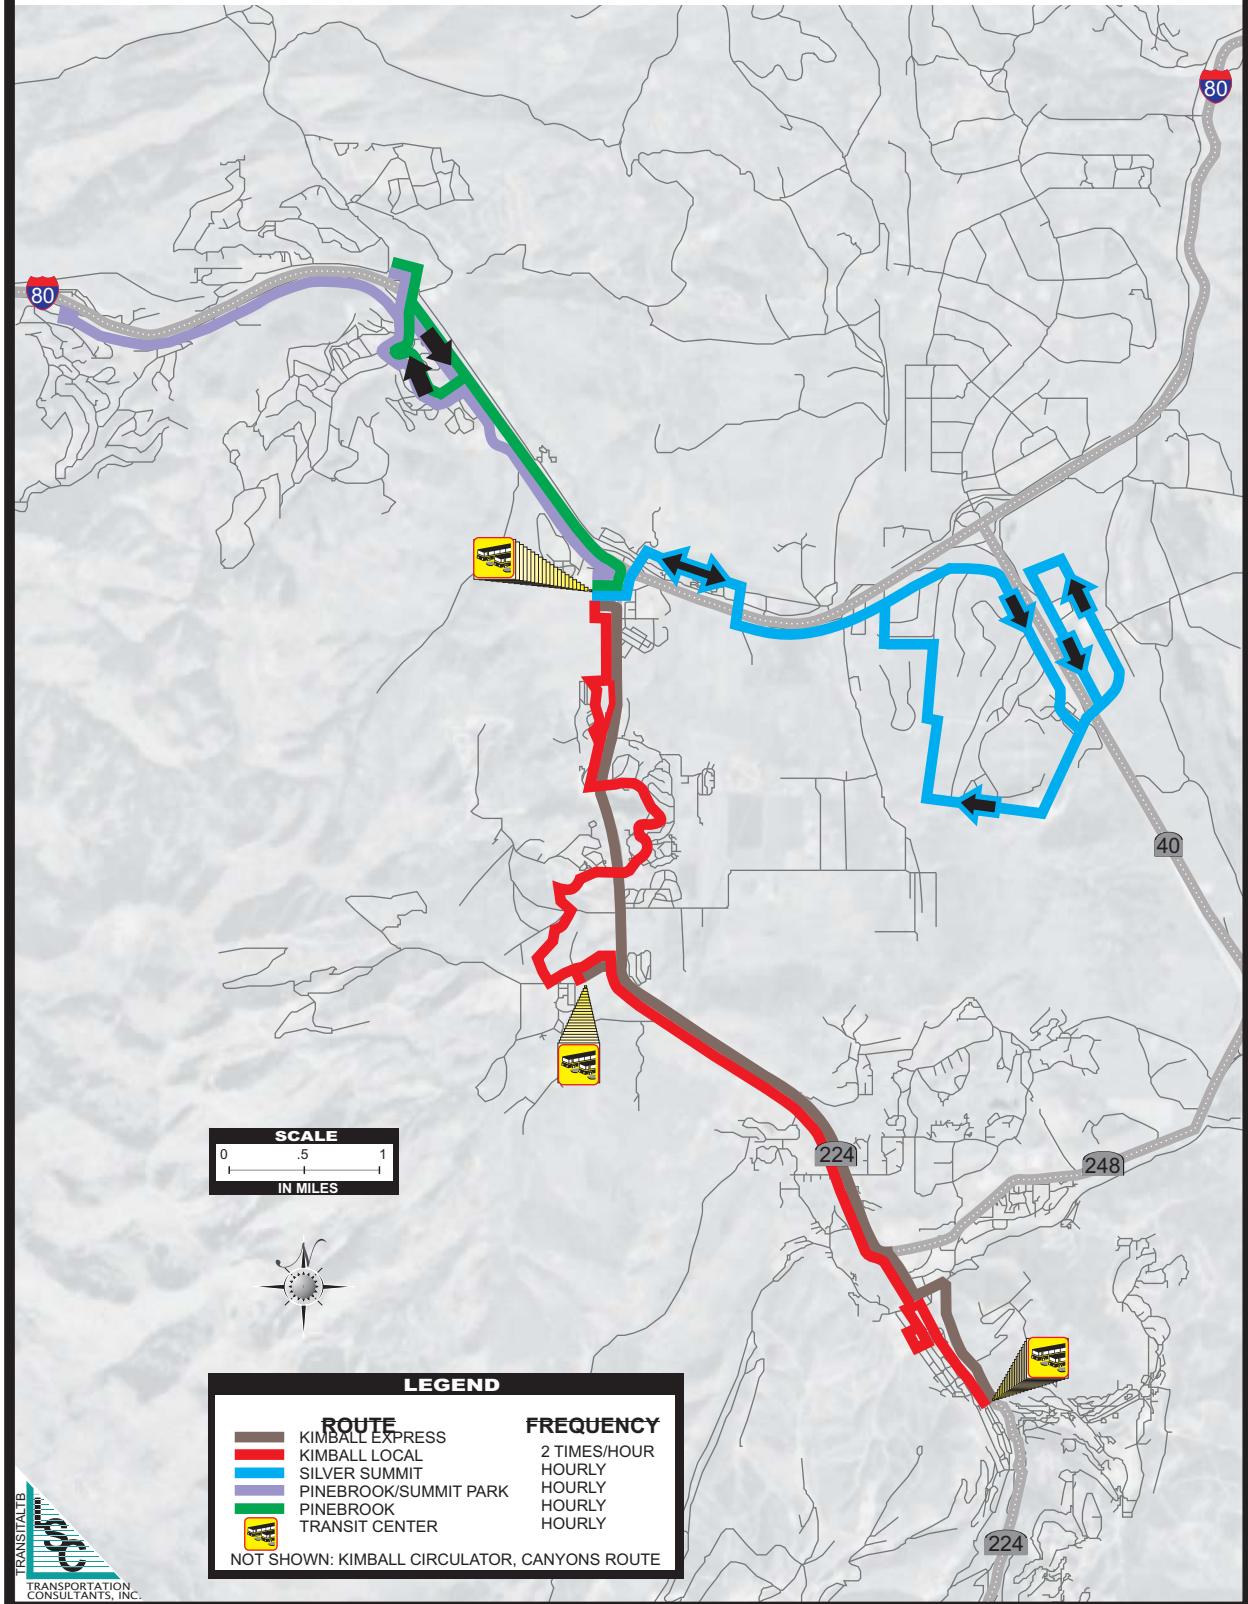 80
80
40
SCALE
0 .5 1
IN MILES
224
248
LEGEND
ROUTE FREQUENCY
KIMBALL EXPRESS
KIMBALL LOCAL 2 TIMES/HOUR
SILVER SUMMIT HOURLY
PINEBROOK/SUMMIT PARK HOURLY
PINEBROOK HOURLY
TRANSIT CENTER HOURLY
NOT SHOWN: KIMBALL CIRCULATOR, CANYONS ROUTE
224
TRANSITALTB
LSC
TRANSPORTATION
CONSULTANTS, INC.